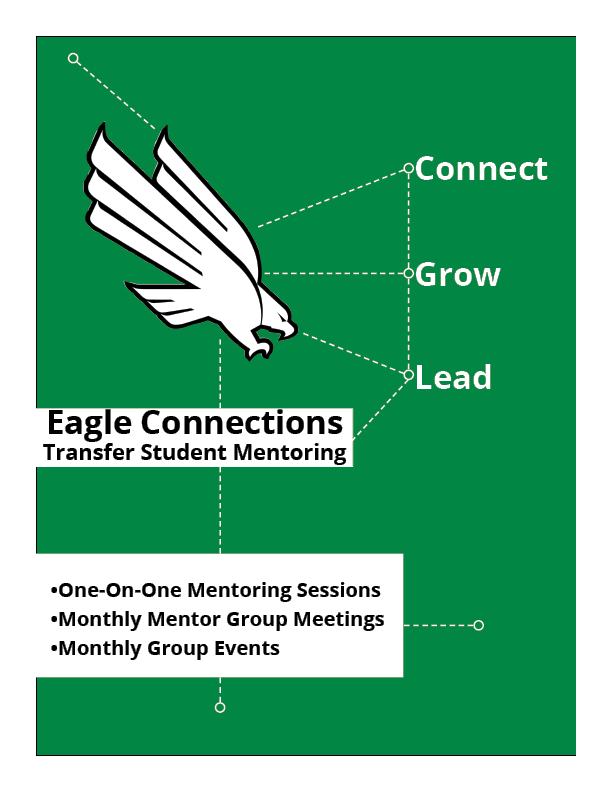 Connect
Grow
Lead
Eagle Connections
Transfer Student Mentoring
•One-On-One Mentoring Sessions
•Monthly Mentor Group Meetings
•Monthly Group Events